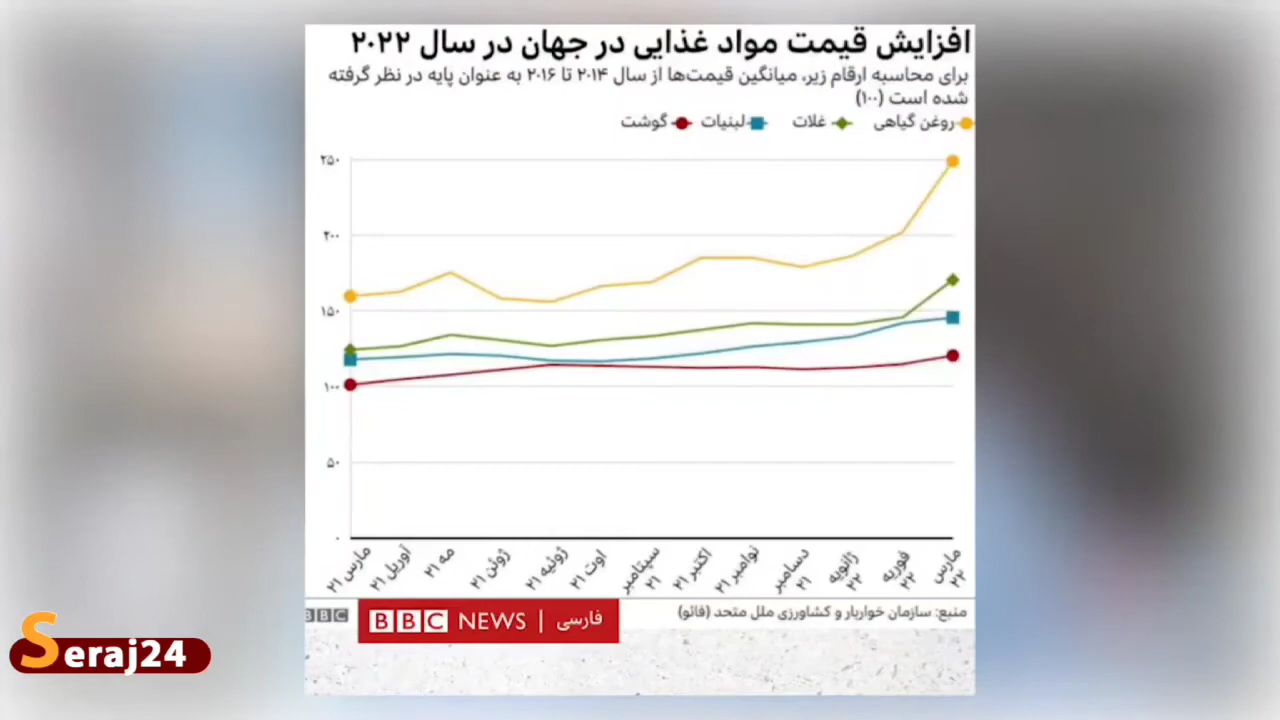 افزایش قیمت مواد غذایی در جهان در سال ۲۰۲۲
برای محاسبه ارقام زیر، میانگین قیمت‌ها از سال ۲۰۱۴ تا ۲۰۱۶ به عنوان پایه در نظر گرفته
شده است (۱۰۰)
روغن گیاهی غلات لبنیات گوشت
۲۵۰
۲۰۰
۱۵۰
۱۰۰
۵۰
۰
مارس ۲۱
آوریل ۲۱
مه ۲۱
ژوئن ۲۱
ژوئیه ۲۱
اوت ۲۱
سپتامبر ۲۱
اکتبر ۲۱
نوامبر ۲۱
دسامبر ۲۱
ژانویه ۲۲
فوریه ۲۲
مارس ۲۲
منبع: سازمان خواربار و کشاورزی ملل متحد (فائو)
BBC
BBC NEWS | فارسی
Seraj24